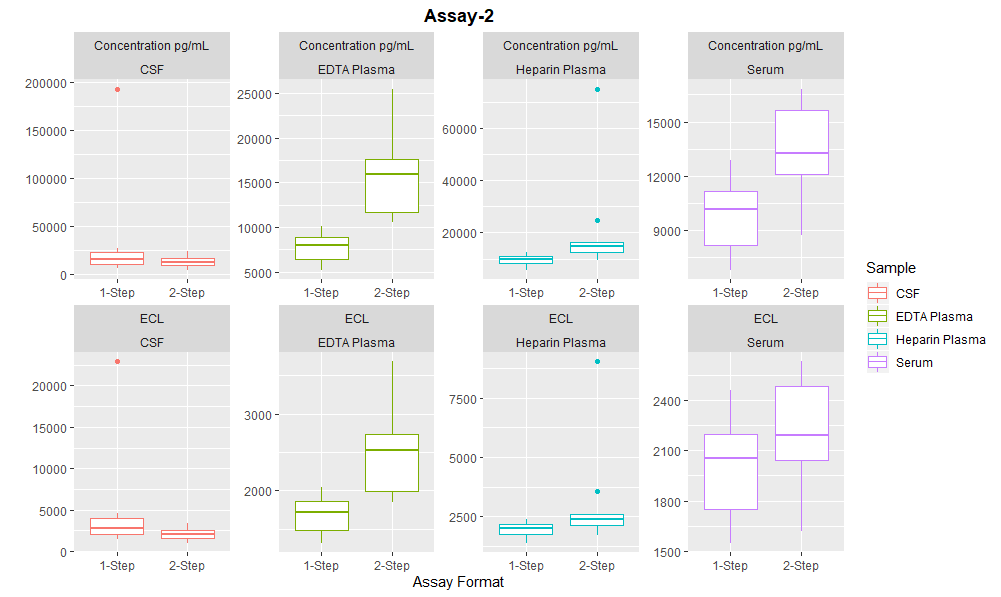 Assay-2
Concentration pg/mL Concentration pg/mL Concentration pg/mL Concentration pg/mL
CSF EDTA Plasma Heparin Plasma Serum
200000
150000
100000
50000
0
25000
20000
15000
10000
5000
60000
40000
20000
15000
12000
9000
1-Step 2-Step 1-Step 2-Step 1-Step 2-Step 1-Step 2-Step
ECL ECL ECL ECL
CSF EDTA Plasma Heparin Plasma Serum
20000
15000
10000
5000
0
3000
2000
7500
5000
2500
2400
2100
1800
1500
1-Step 2-Step 1-Step 2-Step 1-Step 2-Step 1-Step 2-Step
Assay Format
Sample
CSF
EDTA Plasma
Heparin Plasma
Serum